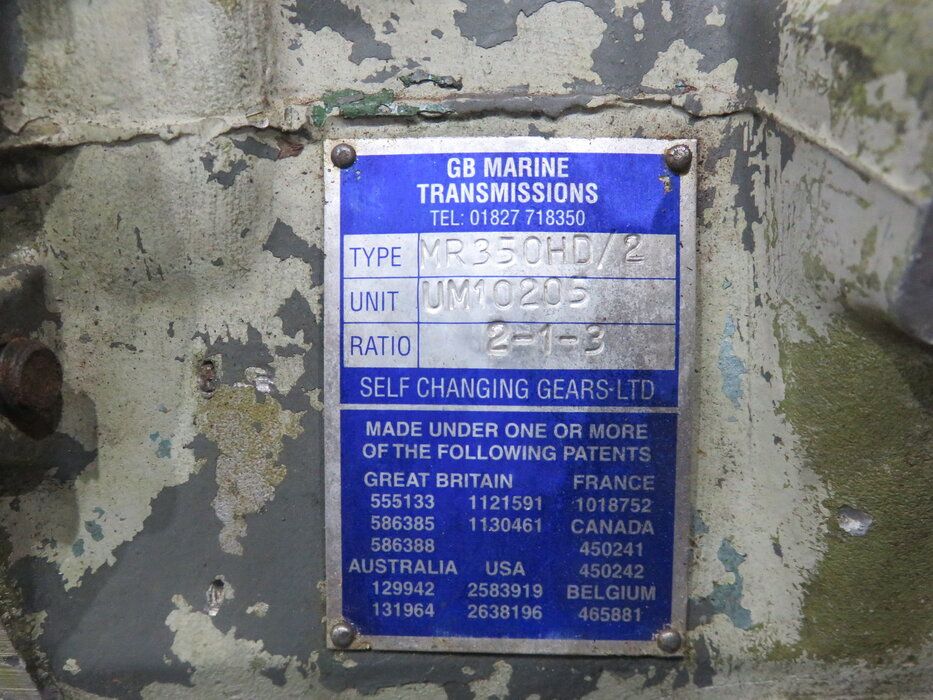 GB MARINE
TRANSMISSIONS
TEL: 01827 718350
TYPE MR350HD/2
UNIT UM10205
RATIO 2-1-3
SELF CHANGING GEARS·LTD
MADE UNDER ONE OR MORE
OF THE FOLLOWING PATENTS
GREAT BRITAIN FRANCE
555133 1121591 1018752
586385 1130461 CANADA
586388 450241
AUSTRALIA USA 450242
129942 2583919 BELGIUM
131964 2638196 465881